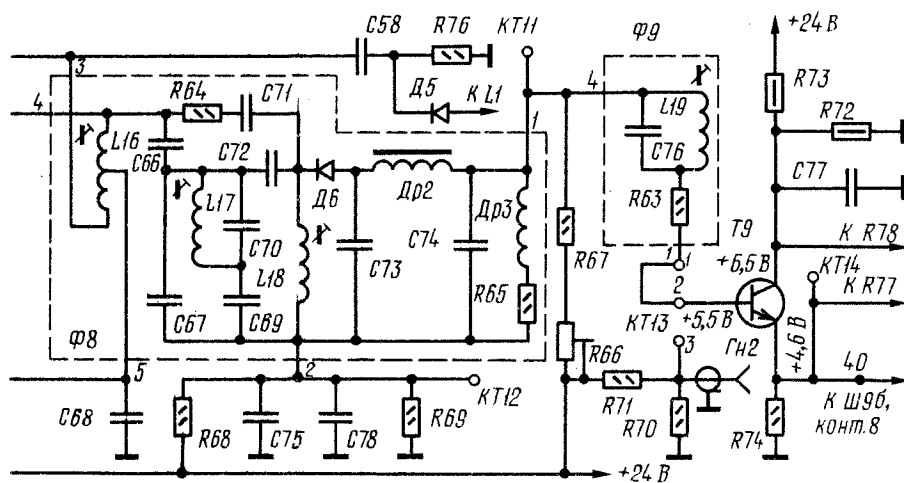 +24 В
C58
R76
КТ11
Ф9
3
4
R64
C71
Д5
К L1
4
L19
R73
R72
1
L16
C66
C72
C76
L17
Д6
Др2
Др3
R63
C77
Т9
К R78
C70
C73
C74
R67
+6,5 В
КТ14
L18
R65
1
1
2
К R77
C67
C69
КТ13
+5,5 В
Ф8
3
Гн2
+4,6 В
R66
5
2
40
КТ12
R71
К Ш9б,
конт.8
C68
R68
C75
C78
R69
R70
R74
+24 В